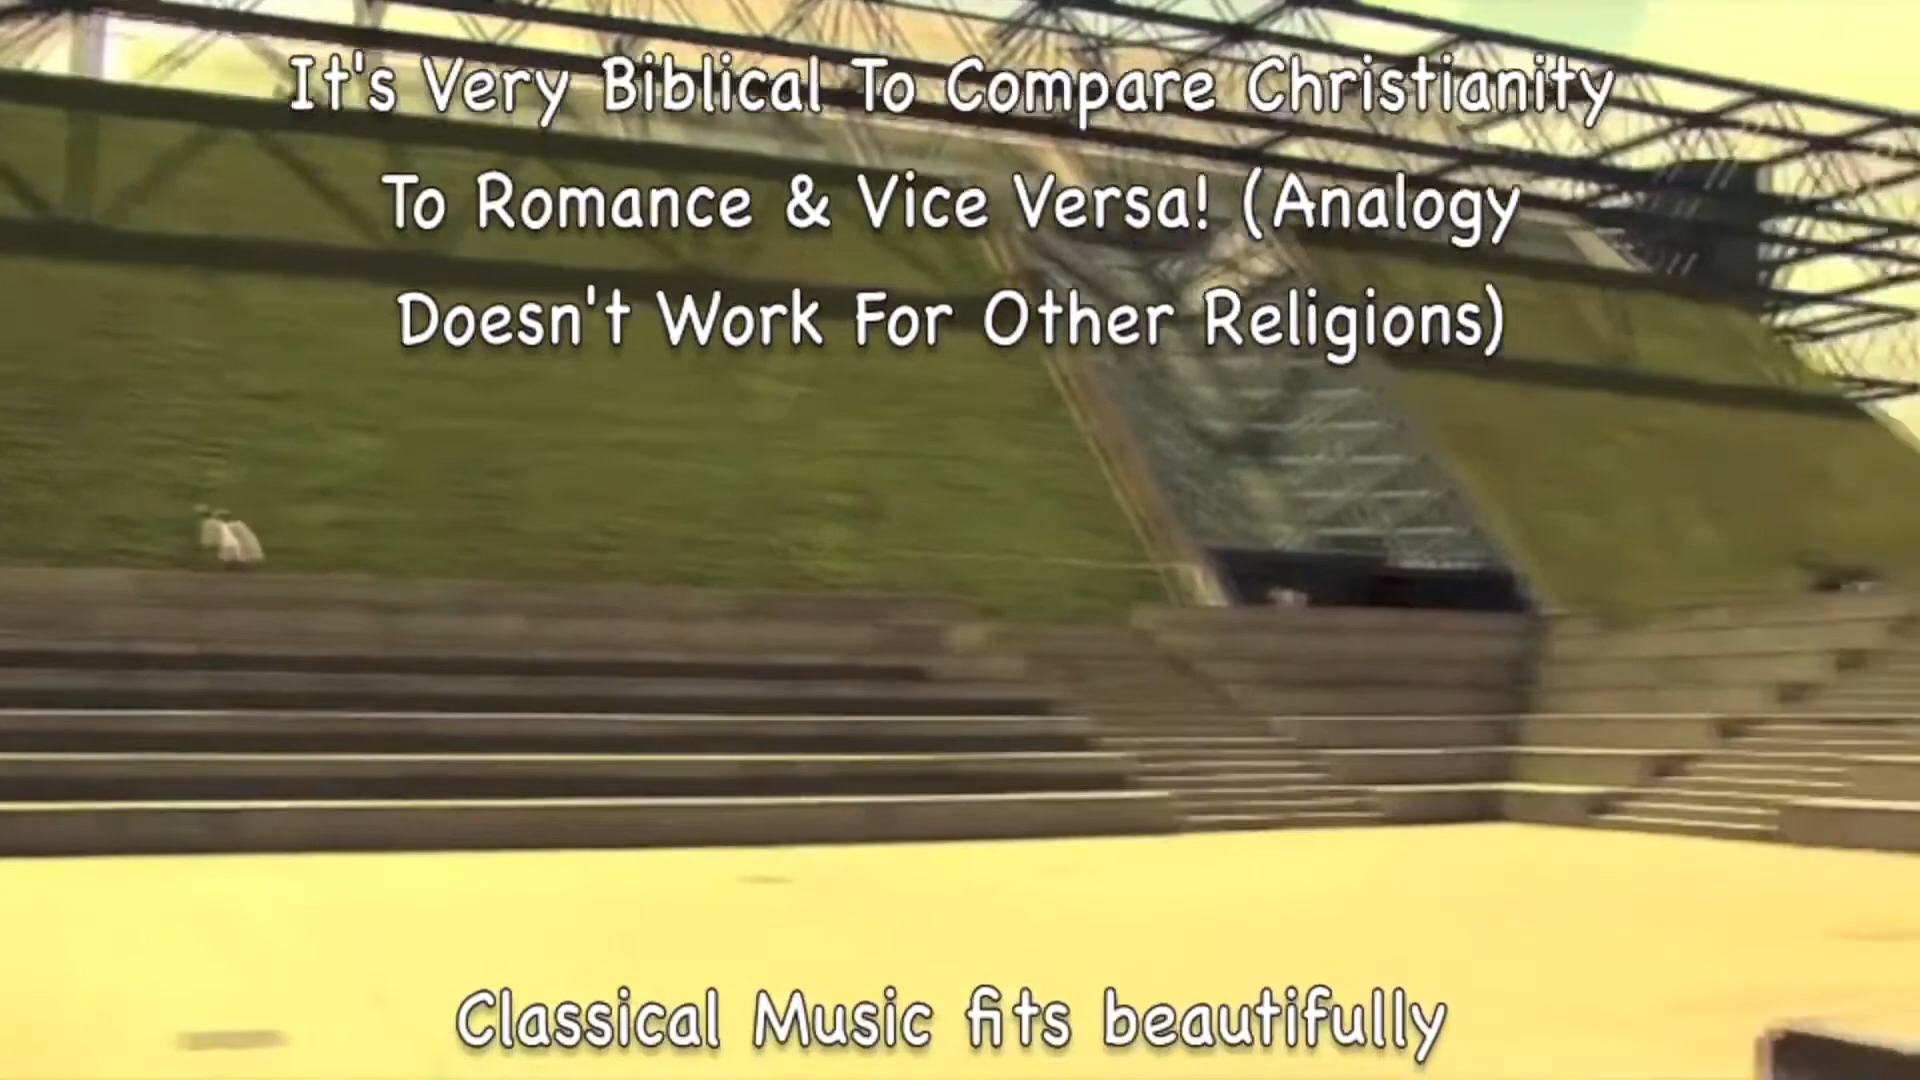 It's Very Biblical To Compare Christianity
To Romance & Vice Versa! (Analogy
Doesn't Work For Other Religions)
Classical Music fits beautifully